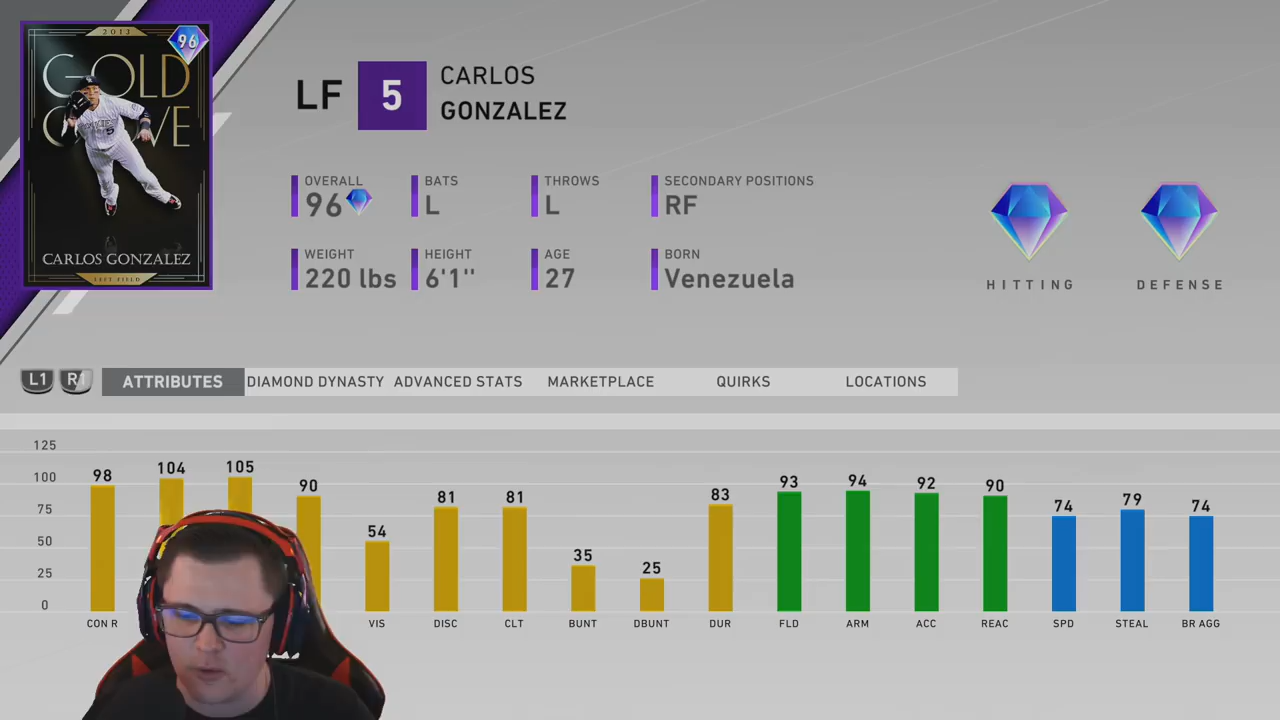 2013
96
GOLD
GLOVE
CARLOS GONZALEZ
LEFT FIELD
LF 5 CARLOS
GONZALEZ
OVERALL BATS THROWS SECONDARY POSITIONS
96 L L RF
WEIGHT HEIGHT AGE BORN
220 lbs 6'1'' 27 Venezuela
HITTING DEFENSE
L1 R1 ATTRIBUTES DIAMOND DYNASTY ADVANCED STATS MARKETPLACE QUIRKS LOCATIONS
125
100
75
50
25
0
98 104 105 90 54 81 81 35 25 83 93 94 92 90 74 79 74
CON R VIS DISC CLT BUNT DBUNT DUR FLD ARM ACC REAC SPD STEAL BR AGG